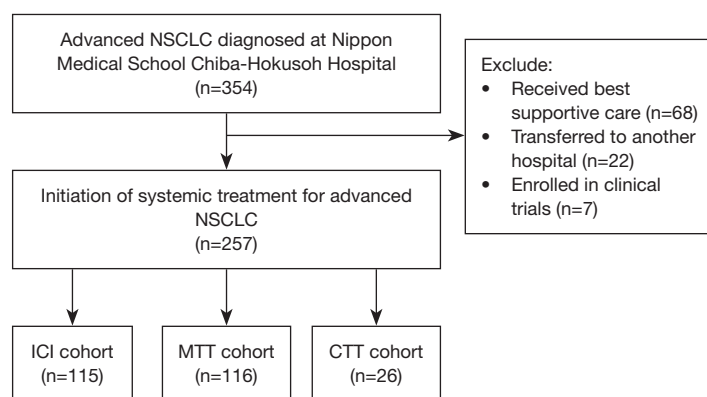 Advanced NSCLC diagnosed at Nippon
Medical School Chiba-Hokusoh Hospital
(n=354)
Exclude:
• Received best
supportive care (n=68)
• Transferred to another
hospital (n=22)
• Enrolled in clinical
trials (n=7)
Initiation of systemic treatment for advanced
NSCLC
(n=257)
ICI cohort
(n=115)
MTT cohort
(n=116)
CTT cohort
(n=26)